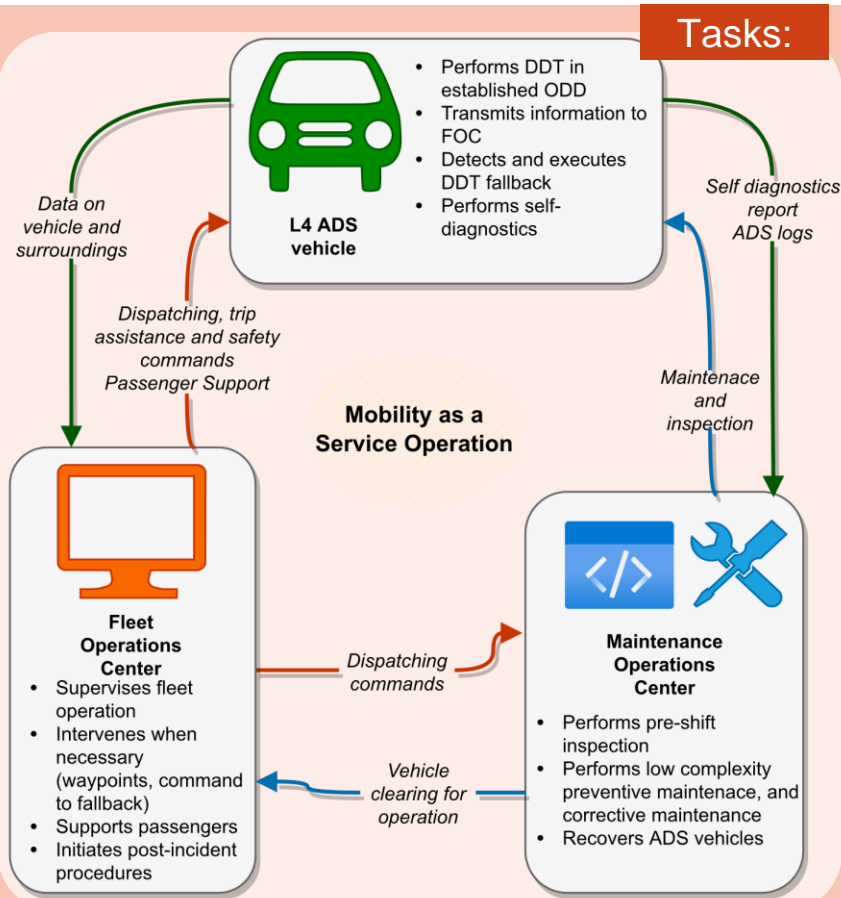 Tasks:
L4 ADS
vehicle
• Performs DDT in
established ODD
• Transmits information to
FOC
• Detects and executes
DDT fallback
• Performs self-
diagnostics
Data on
vehicle and
surroundings
Self diagnostics
report
ADS logs
Dispatching, trip
assistance and safety
commands
Passenger Support
Maintenace
and
inspection
Mobility as a
Service Operation
Fleet
Operations
Center
• Supervises fleet
operation
• Intervenes when
necessary
(waypoints, command
to fallback)
• Supports passengers
• Initiates post-incident
procedures
Dispatching
commands
Vehicle
clearing for
operation
</>
Maintenance
Operations
Center
• Performs pre-shift
inspection
• Performs low complexity
preventive maintenace, and
corrective maintenance
• Recovers ADS vehicles